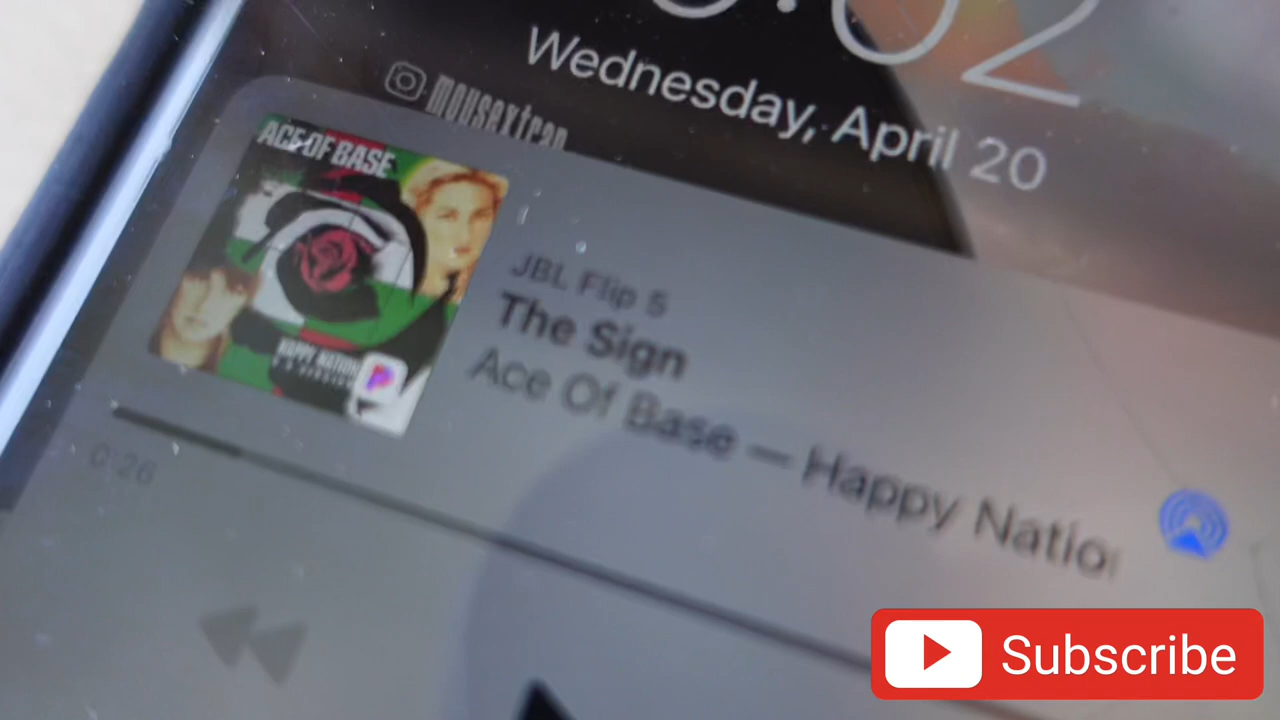 Wednesday, April 20
mousextrap
ACE OF BASE
JBL Flip 5
The Sign
Ace Of Base — Happy Natio
HAPPY NATION
0:26
Subscribe